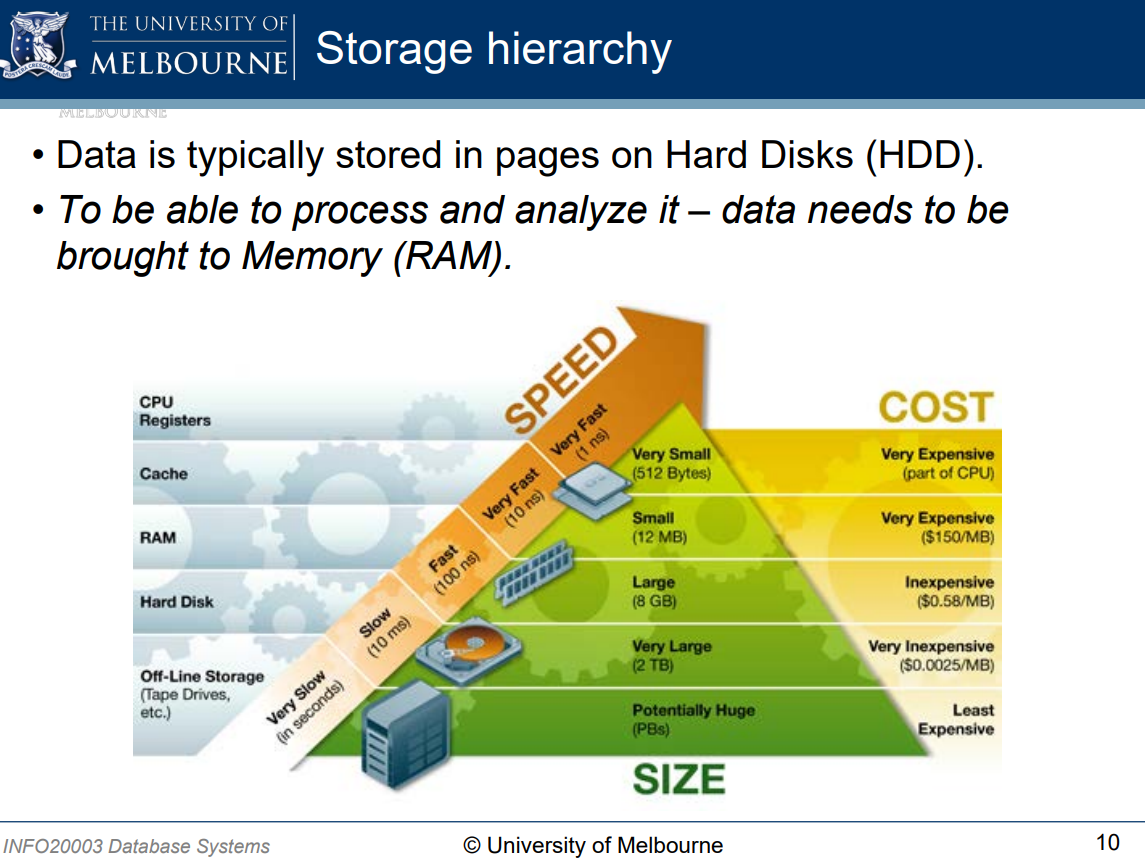 THE UNIVERSITY OF
MELBOURNE
Storage hierarchy
MELBOURNE
• Data is typically stored in pages on Hard Disks (HDD).
• To be able to process and analyze it – data needs to be
brought to Memory (RAM).
SPEED
COST
CPU
Registers
Very Fast
(1 ns)
Very Small
(512 Bytes)
Very Expensive
(part of CPU)
Cache
Very Fast
(10 ns)
Small
(12 MB)
Very Expensive
($150/MB)
RAM
Fast
(100 ns)
Large
(8 GB)
Inexpensive
($0.58/MB)
Hard Disk
Slow
(10 ms)
Very Large
(2 TB)
Very Inexpensive
($0.0025/MB)
Off-Line Storage
(Tape Drives,
etc.)
Very Slow
(in seconds)
Potentially Huge
(PBs)
Least
Expensive
SIZE
INFO20003 Database Systems
© University of Melbourne
10